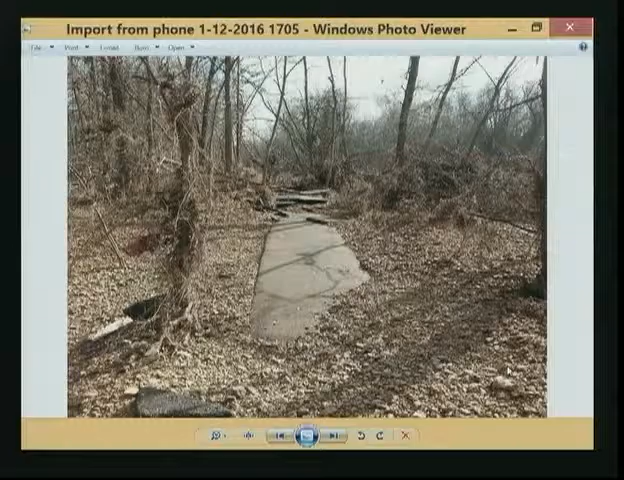 Import from phone 1-12-2016 1705 - Windows Photo Viewer
File Print E-mail Burn Open